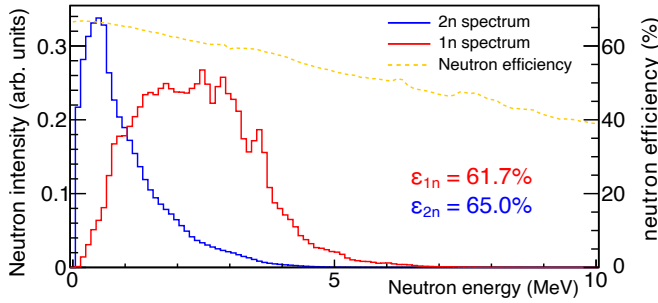 2n spectrum
1n spectrum
Neutron efficiency
ε1n = 61.7%
ε2n = 65.0%
Neutron intensity (arb. units)
0.3
0.2
0.1
0
neutron efficiency (%)
60
40
20
0
0
5
10
Neutron energy (MeV)